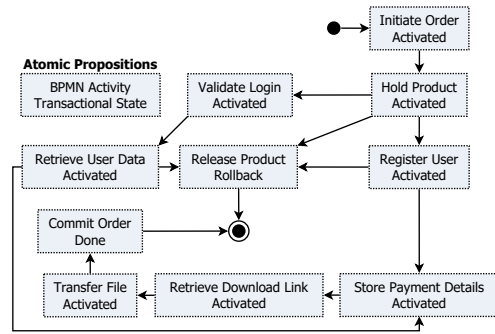 Initiate Order
Activated
Atomic Propositions
BPMN Activity
Transactional State
Validate Login
Activated
Hold Product
Activated
Retrieve User Data
Activated
Release Product
Rollback
Register User
Activated
Commit Order
Done
Transfer File
Activated
Retrieve Download Link
Activated
Store Payment Details
Activated